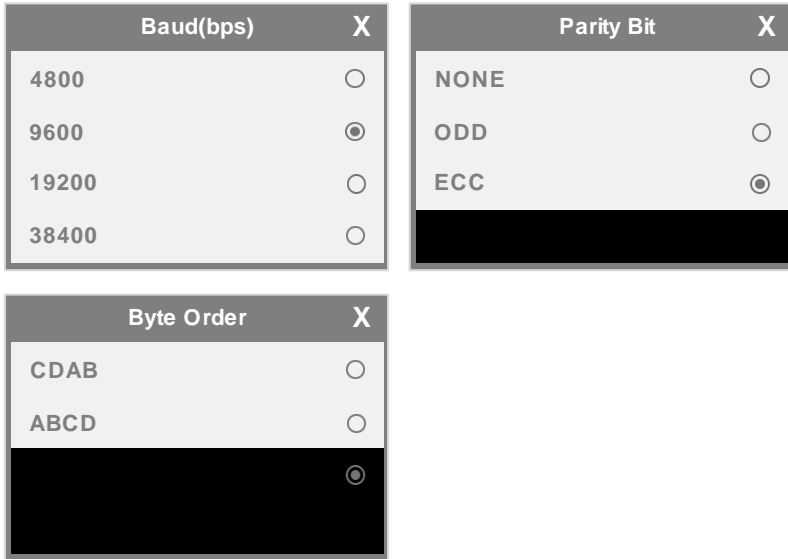 Baud(bps) X
4800
9600
19200
38400
Parity Bit X
NONE
ODD
ECC
Byte Order X
CDAB
ABCD